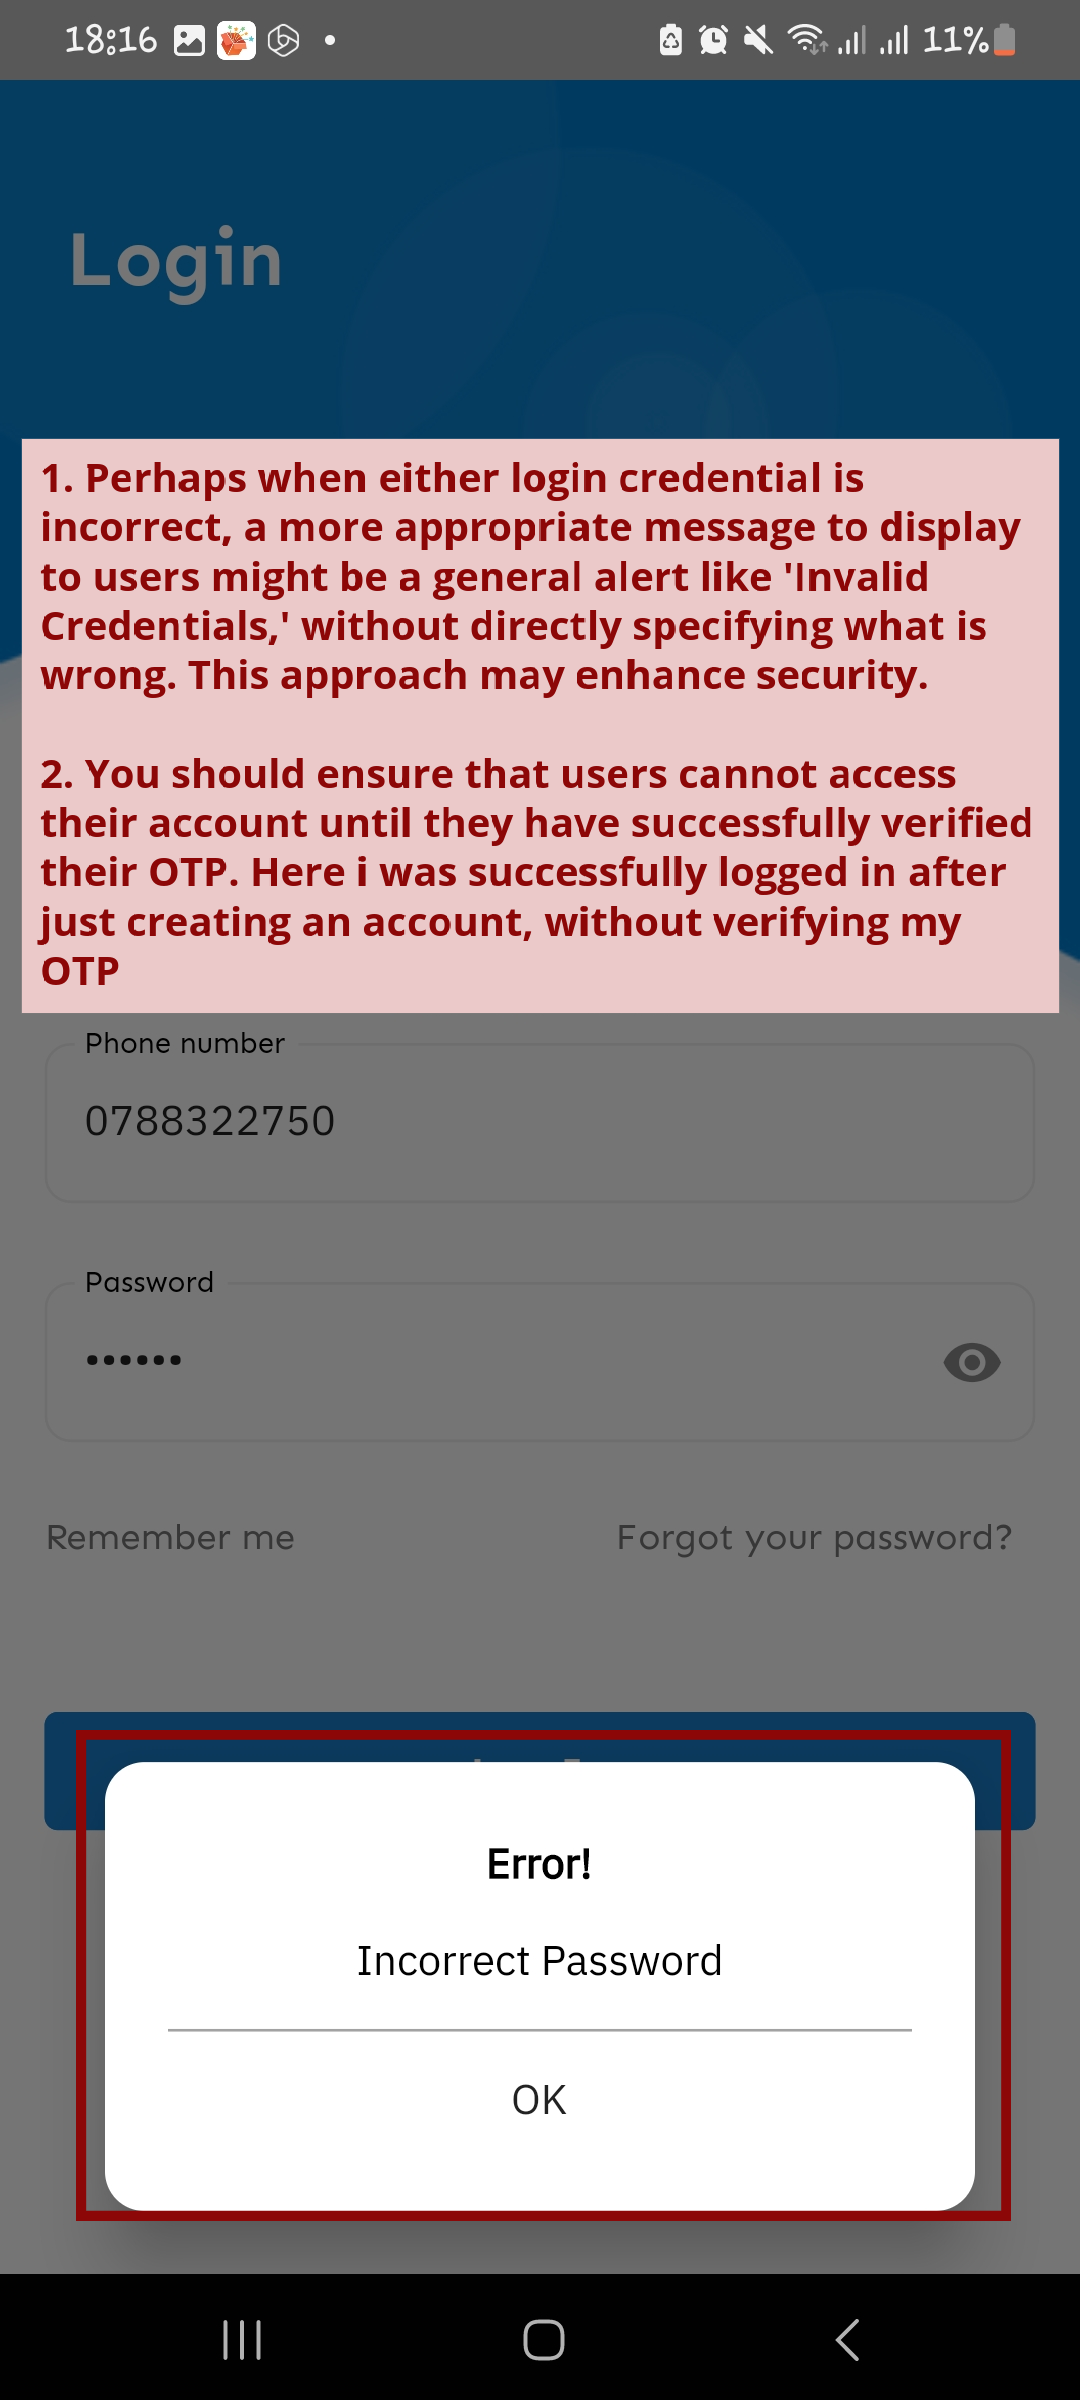 18:16
11%
Login
1. Perhaps when either login credential is
incorrect, a more appropriate message to display
to users might be a general alert like 'Invalid
Credentials,' without directly specifying what is
wrong. This approach may enhance security.
2. You should ensure that users cannot access
their account until they have successfully verified
their OTP. Here i was successfully logged in after
just creating an account, without verifying my
OTP
Phone number
0788322750
Password
••••••
Remember me
Forgot your password?
Error!
Incorrect Password
OK